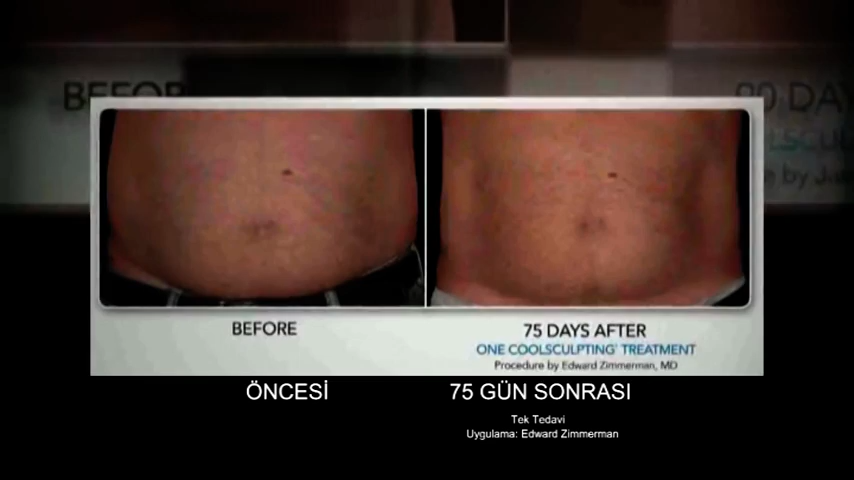 BEFORE
75 DAYS AFTER
ONE COOLSCULPTING® TREATMENT
Procedure by Edward Zimmerman, MD
ÖNCESİ
75 GÜN SONRASI
Tek Tedavi
Uygulama: Edward Zimmerman